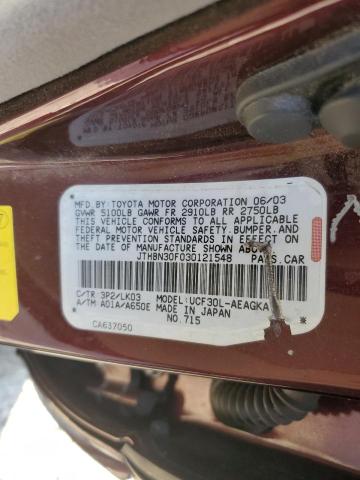 MFD. BY: TOYOTA MOTOR CORPORATION 06/03
GVWR 5100LB GAWR FR 2910LB RR 2750LB
THIS VEHICLE CONFORMS TO ALL APPLICABLE
FEDERAL MOTOR VEHICLE SAFETY, BUMPER, AND
THEFT PREVENTION STANDARDS IN EFFECT ON
THE DATE OF MANUFACTURE SHOWN ABOVE.
JTHBN30F030121548 PASS. CAR
C/TR 3P2/LK03 MODEL: UCF30L-AEAGKA
A/TM A01A/A650E MADE IN JAPAN
NO. 715
CA637050